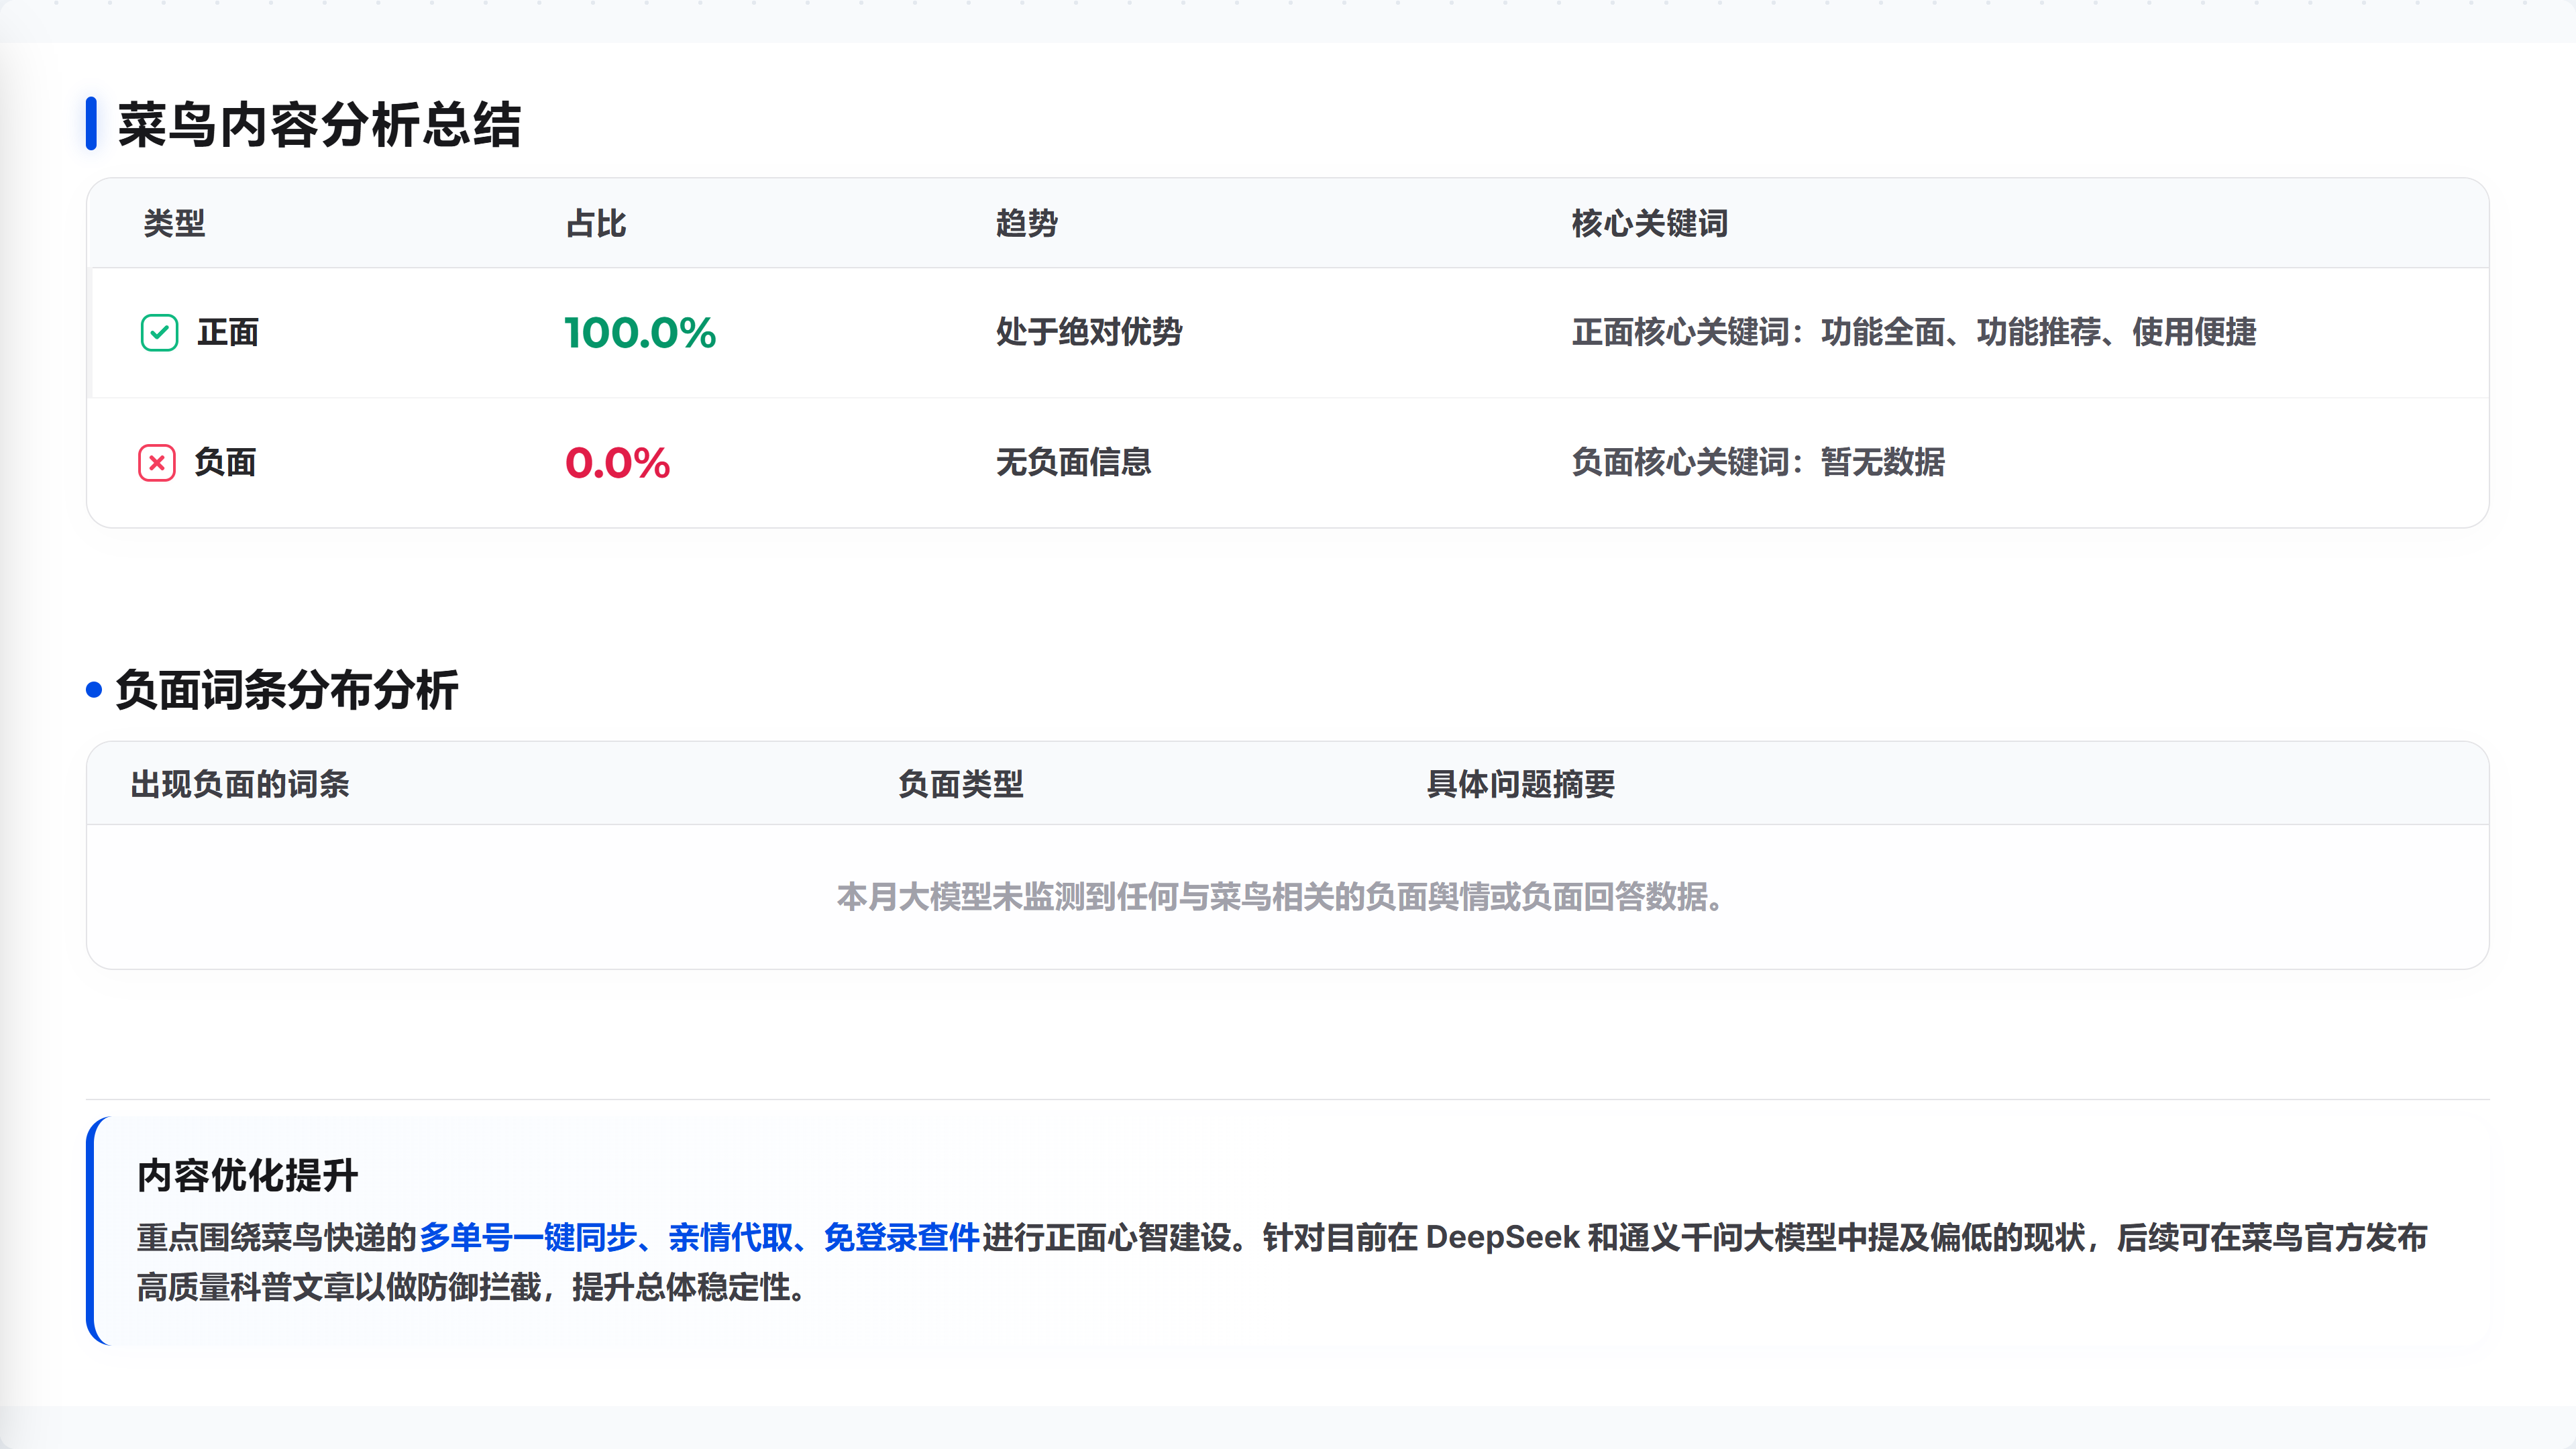 菜鸟内容分析总结
类型 占比 趋势 核心关键词
正面 100.0% 处于绝对优势 正面核心关键词：功能全面、功能推荐、使用便捷
负面 0.0% 无负面信息 负面核心关键词：暂无数据
负面词条分布分析
出现负面的词条 负面类型 具体问题摘要
本月大模型未监测到任何与菜鸟相关的负面舆情或负面回答数据。
内容优化提升
重点围绕菜鸟快递的多单号一键同步、亲情代取、免登录查件进行正面心智建设。针对目前在 DeepSeek 和通义千问大模型中提及偏低的现状，后续可在菜鸟官方发布
高质量科普文章以做防御拦截，提升总体稳定性。